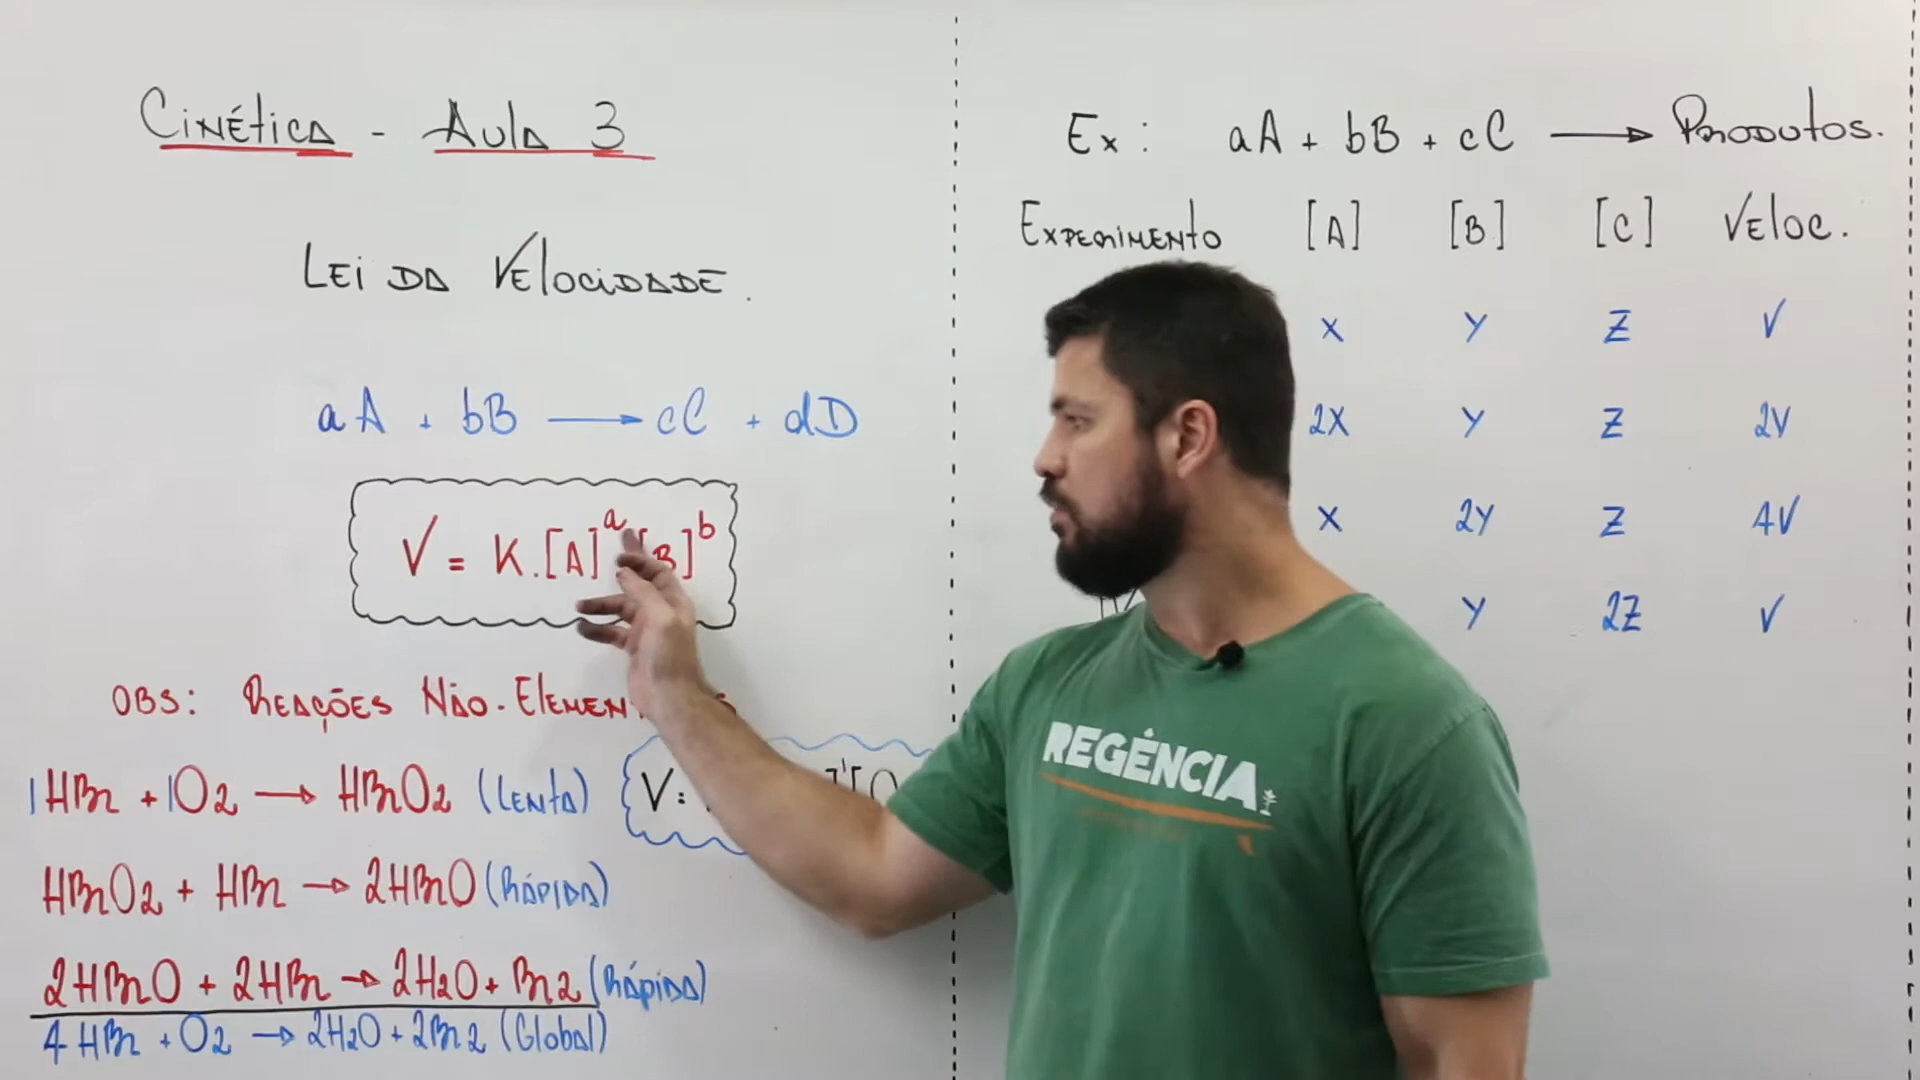 Cinética - Aula 3
Lei da Velocidade.
aA + bB → cC + dD
V = K.[A]ᵃ.[B]ᵇ
OBS: Reações Não-Elemen
1HBr + 1O2 → HBrO2 (Lenta)
V =
HBrO2 + HBr → 2HBrO (Rápida)
2HBrO + 2HBr → 2H2O + Br2 (Rápida)
4HBr + O2 → 2H2O + 2Br2 (Global)
Ex: aA + bB + cC → Produtos.
Experimento [A] [B] [C] Veloc.
X Y Z V
2X Y Z 2V
X 2Y Z 4V
Y 2Z V
REGÊNCIA